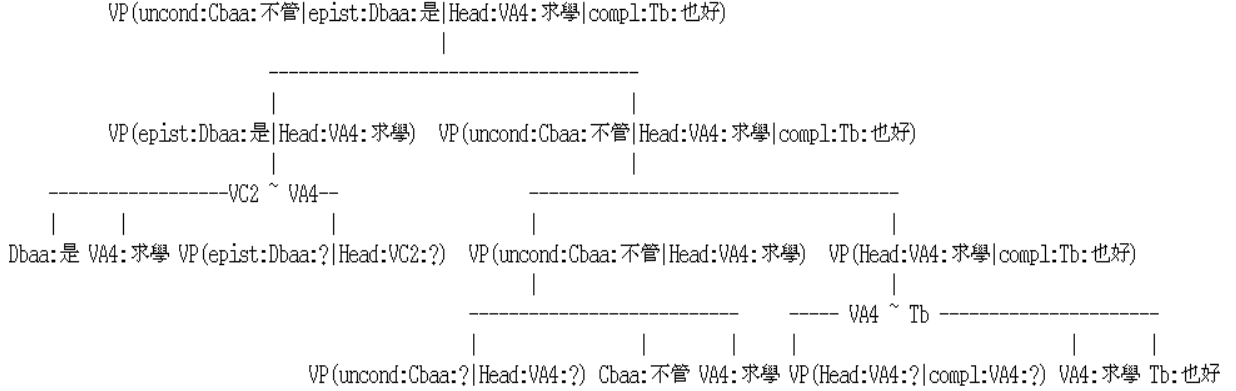 VP(uncond:Cbaa:不管|epist:Dbaa:是|Head:VA4:求學|compl:Tb:也好)
VP(epist:Dbaa:是|Head:VA4:求學) VP(uncond:Cbaa:不管|Head:VA4:求學|compl:Tb:也好)
VC2 ~ VA4
Dbaa:是 VA4:求學 VP(epist:Dbaa:?|Head:VC2:?) VP(uncond:Cbaa:不管|Head:VA4:求學) VP(Head:VA4:求學|compl:Tb:也好)
VA4 ~ Tb
VP(uncond:Cbaa:?|Head:VA4:?) Cbaa:不管 VA4:求學 VP(Head:VA4:?|compl:VA4:?) VA4:求學 Tb:也好